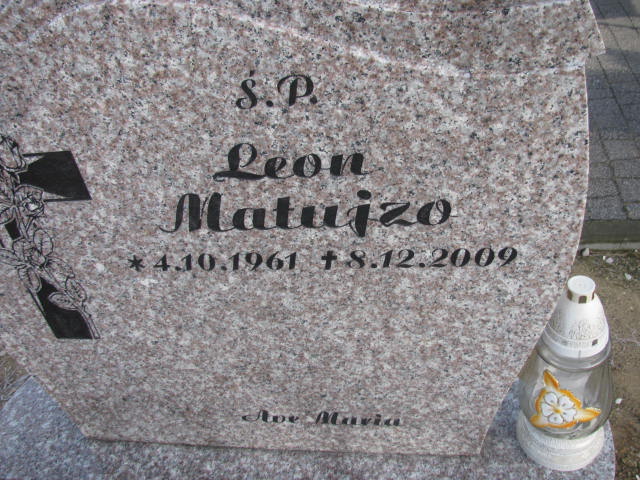 Ś.P.
Leon
Matujzo
* 4.10.1961 ✝ 8.12.2009
Ave Maria